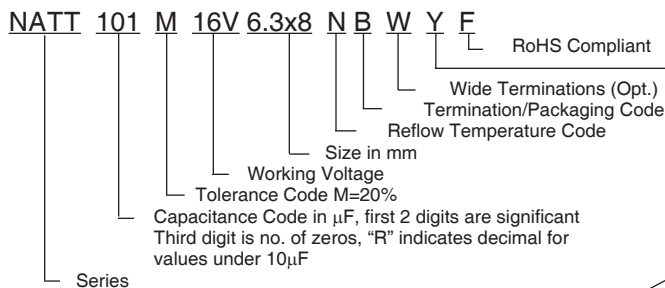 NATT 101 M 16V 6.3x8 N B W Y F
RoHS Compliant
Wide Terminations (Opt.)
Termination/Packaging Code
Reflow Temperature Code
Size in mm
Working Voltage
Tolerance Code M=20%
Capacitance Code in μF, first 2 digits are significant
Third digit is no. of zeros, “R” indicates decimal for
values under 10μF
Series